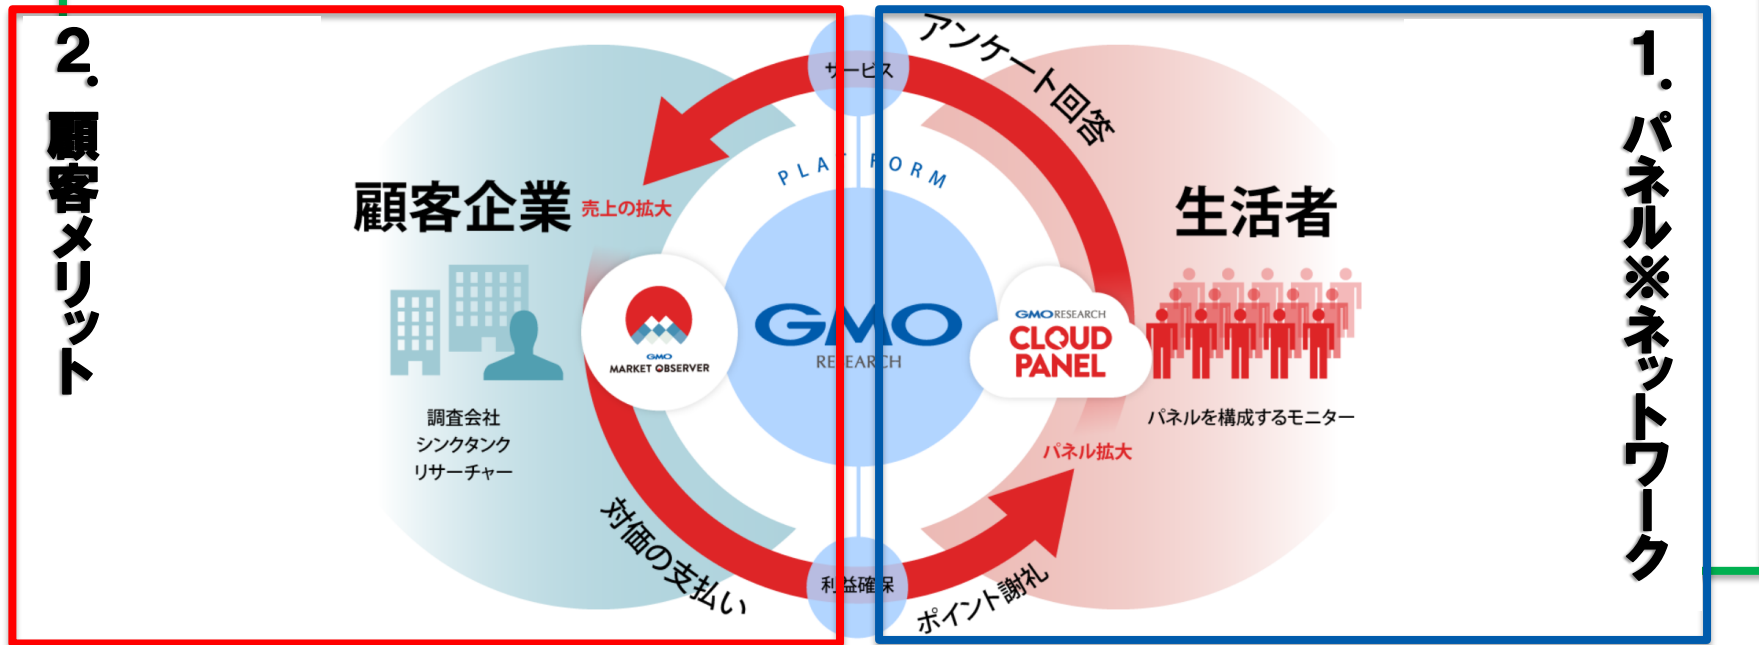 2．顧客メリット
1．パネル※ネットワーク
サービス
アンケート回答
PLATFORM
顧客企業
売上の拡大
生活者
GMO
RESEARCH
GMO
MARKET OBSERVER
GMO RESEARCH
CLOUD
PANEL
調査会社
シンクタンク
リサーチャー
パネルを構成するモニター
パネル拡大
対価の支払い
利益確保
ポイント謝礼